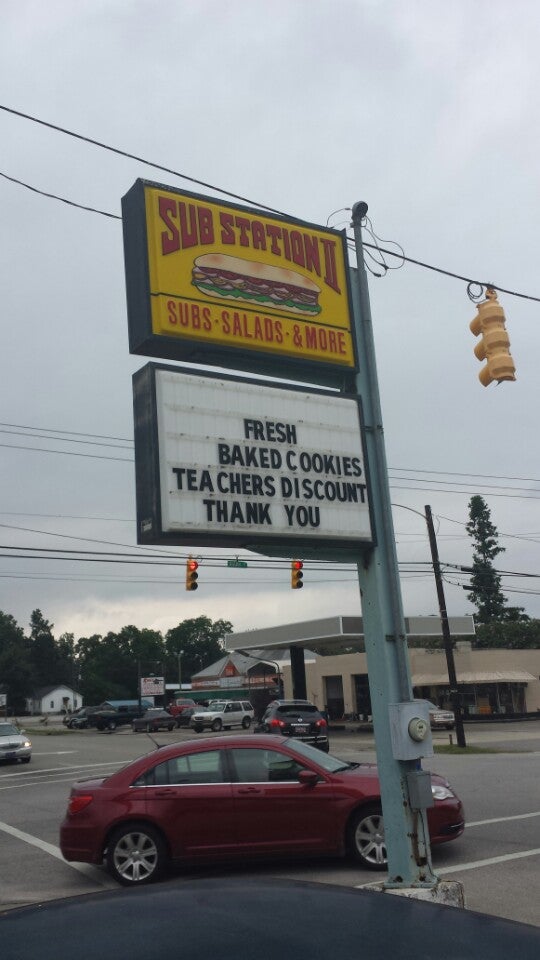 SUB STATION II
SUBS · SALADS · & MORE
FRESH
BAKED COOKIES
TEACHERS DISCOUNT
THANK YOU